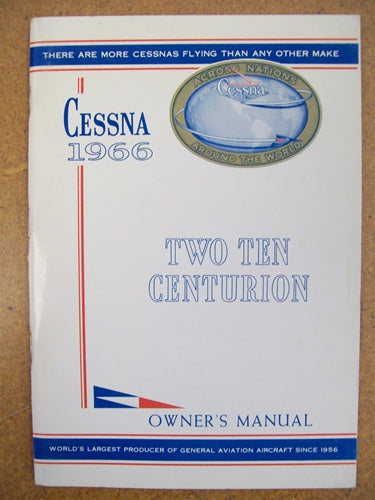 THERE ARE MORE CESSNAS FLYING THAN ANY OTHER MAKE
ACROSS NATIONS
Cessna
AROUND THE WORLD
CESSNA
1966
TWO TEN
CENTURION
OWNER'S MANUAL
WORLD'S LARGEST PRODUCER OF GENERAL AVIATION AIRCRAFT SINCE 1956